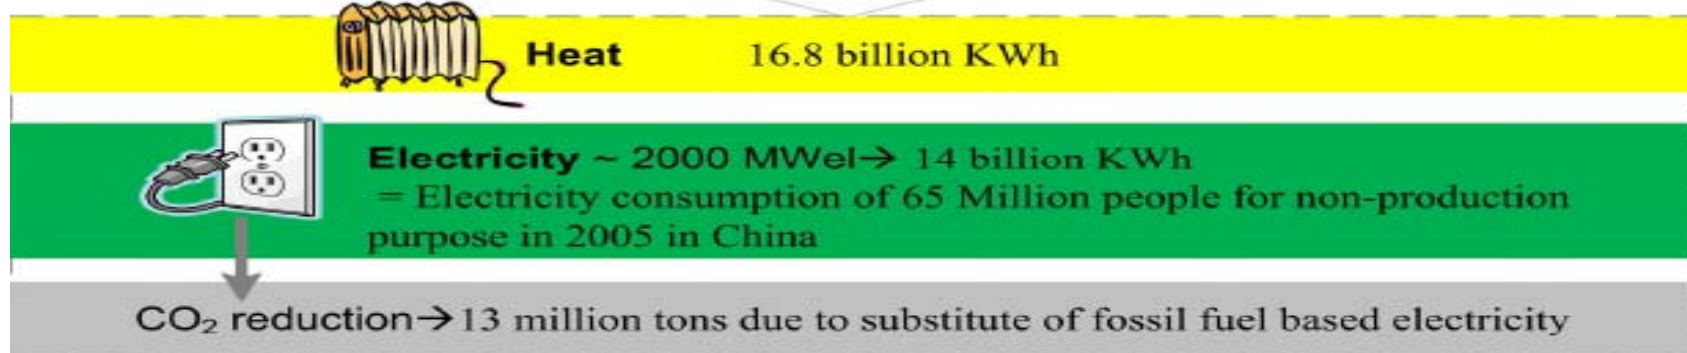 Heat 16.8 billion KWh
Electricity ~ 2000 MWel→ 14 billion KWh
= Electricity consumption of 65 Million people for non-production
purpose in 2005 in China
CO₂ reduction→13 million tons due to substitute of fossil fuel based electricity